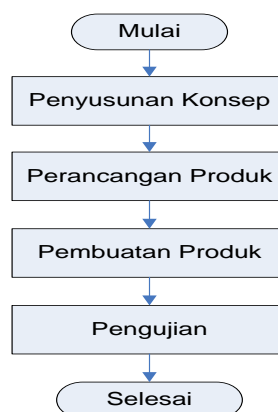 Mulai
Penyusunan Konsep
Perancangan Produk
Pembuatan Produk
Pengujian
Selesai